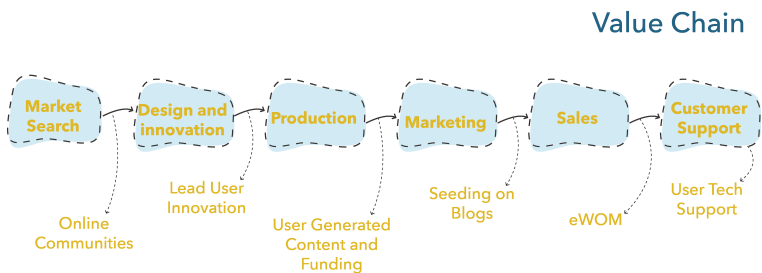 Value Chain
Market
Search
Design and
innovation
Production
Marketing
Sales
Customer
Support
Online
Communities
Lead User
Innovation
User Generated
Content and
Funding
Seeding on
Blogs
eWOM
User Tech
Support